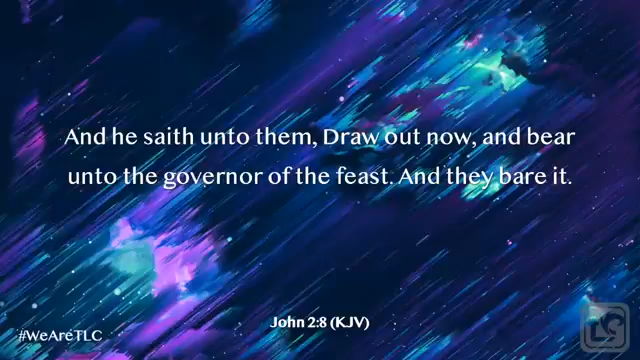 And he saith unto them, Draw out now, and bear
unto the governor of the feast. And they bare it.
John 2:8 (KJV)
#WeAreTLC